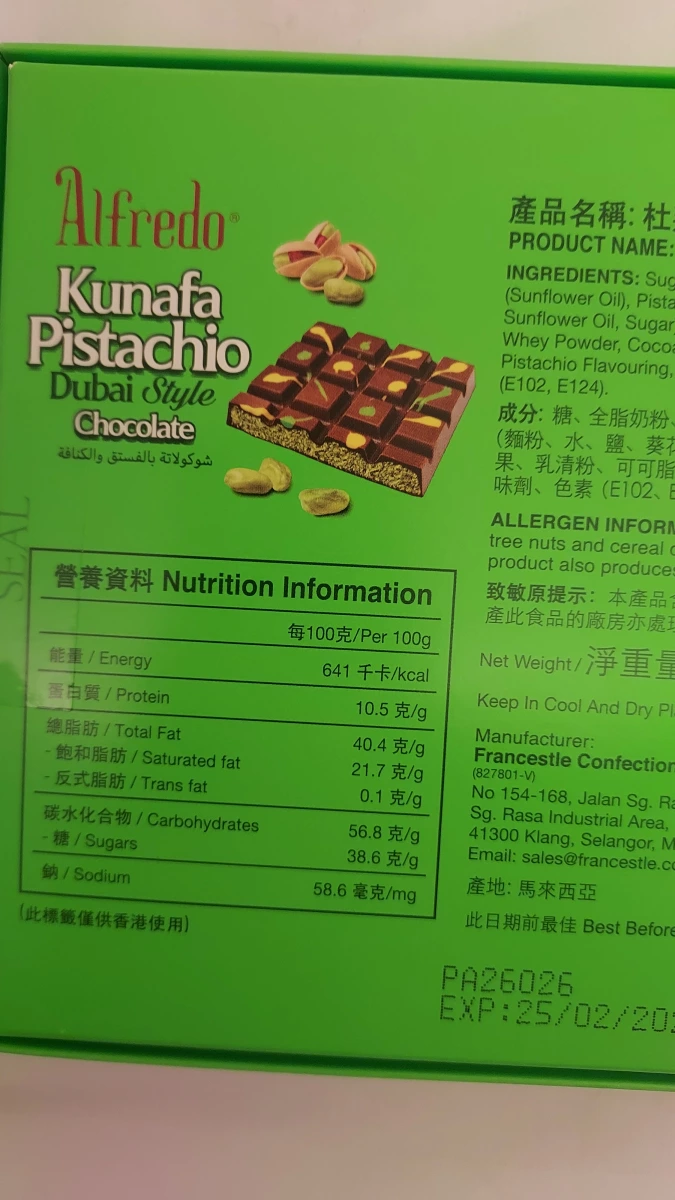 Alfredo®
Kunafa
Pistachio
Dubai Style
Chocolate
شوكولاتة بالفستق والكنافة
SEAL
營養資料 Nutrition Information
每100克/Per 100g
能量 / Energy 641 千卡/kcal
蛋白質 / Protein 10.5 克/g
總脂肪 / Total Fat 40.4 克/g
- 飽和脂肪 / Saturated fat 21.7 克/g
- 反式脂肪 / Trans fat 0.1 克/g
碳水化合物 / Carbohydrates 56.8 克/g
- 糖 / Sugars 38.6 克/g
鈉 / Sodium 58.6 毫克/mg
(此標籤僅供香港使用)
產品名稱: 杜
PRODUCT NAME:
INGREDIENTS: Sug
(Sunflower Oil), Pista
Sunflower Oil, Sugar
Whey Powder, Cocoa
Pistachio Flavouring,
(E102, E124).
成分: 糖、全脂奶粉、
(麵粉、水、鹽、葵花
果、乳清粉、可可脂
味劑、色素 (E102、E
ALLERGEN INFORM
tree nuts and cereal
product also produces
致敏原提示: 本產品
產此食品的廠房亦處理
Net Weight / 淨重量
Keep In Cool And Dry Pl
Manufacturer:
Francestle Confection
(827801-V)
No 154-168, Jalan Sg. Ra
Sg. Rasa Industrial Area,
41300 Klang, Selangor, M
Email: sales@francestle.co
產地: 馬來西亞
此日期前最佳 Best Before
PA26026
EXP:25/02/20